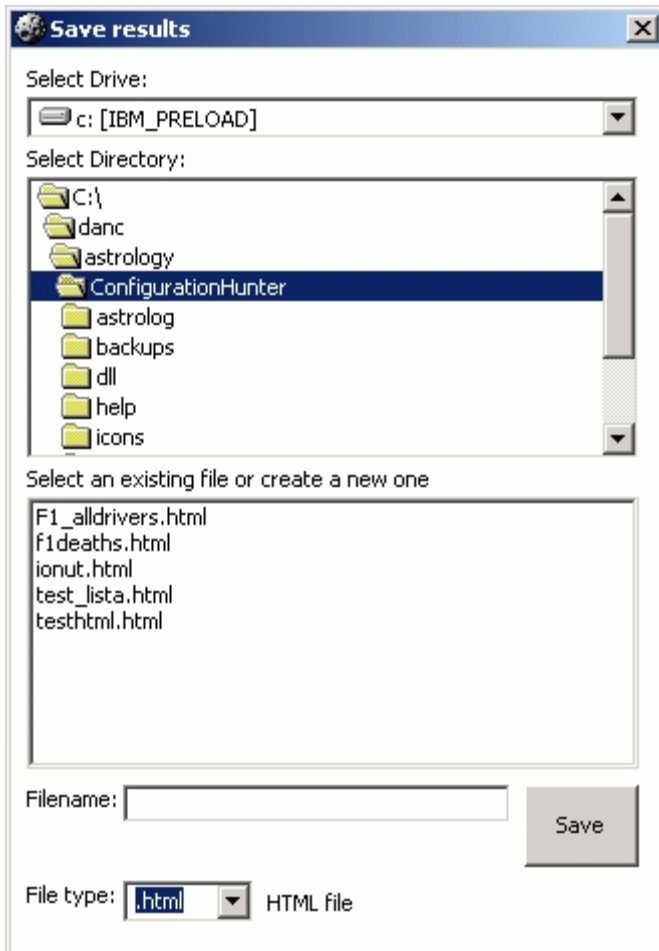 Save results
Select Drive:
c: [IBM_PRELOAD]
Select Directory:
C:\
danc
astrology
ConfigurationHunter
astrolog
backups
dll
help
icons
Select an existing file or create a new one
F1_alldrivers.html
f1deaths.html
ionut.html
test_lista.html
testhtml.html
Filename:
Save
File type: .html HTML file